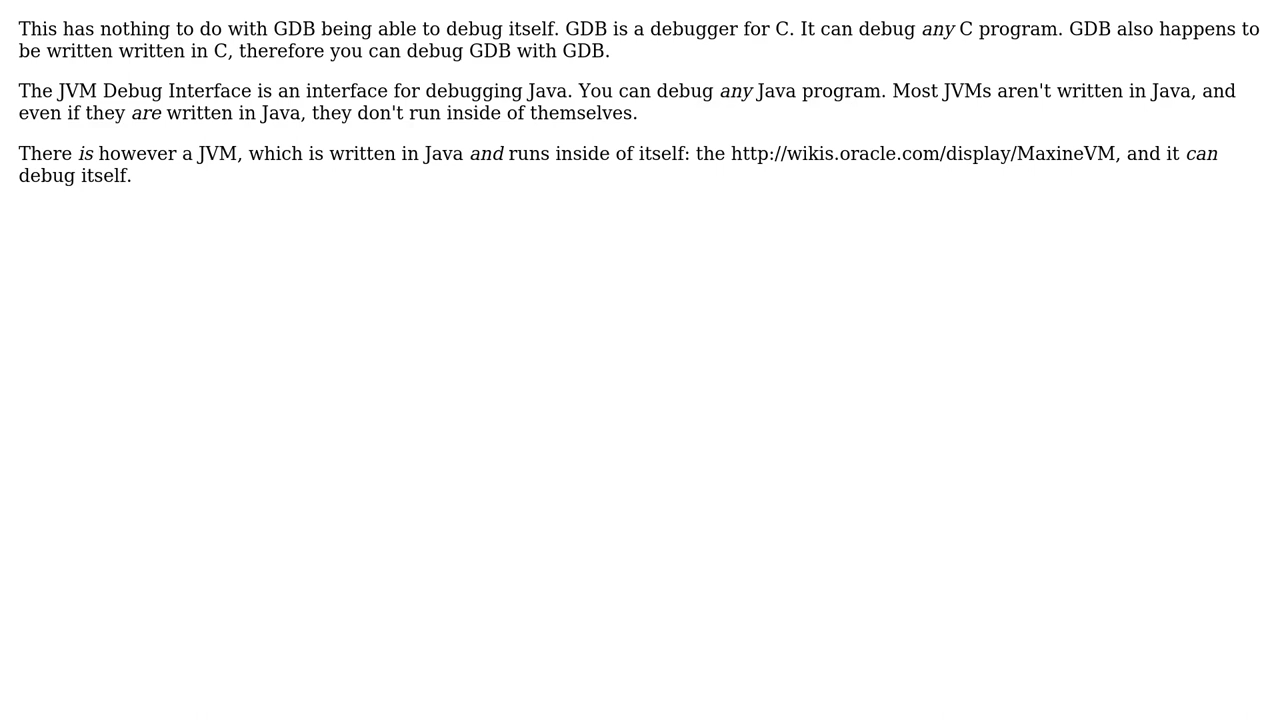 This has nothing to do with GDB being able to debug itself. GDB is a debugger for C. It can debug any C program. GDB also happens to
be written written in C, therefore you can debug GDB with GDB.
The JVM Debug Interface is an interface for debugging Java. You can debug any Java program. Most JVMs aren't written in Java, and
even if they are written in Java, they don't run inside of themselves.
There is however a JVM, which is written in Java and runs inside of itself: the http://wikis.oracle.com/display/MaxineVM, and it can
debug itself.